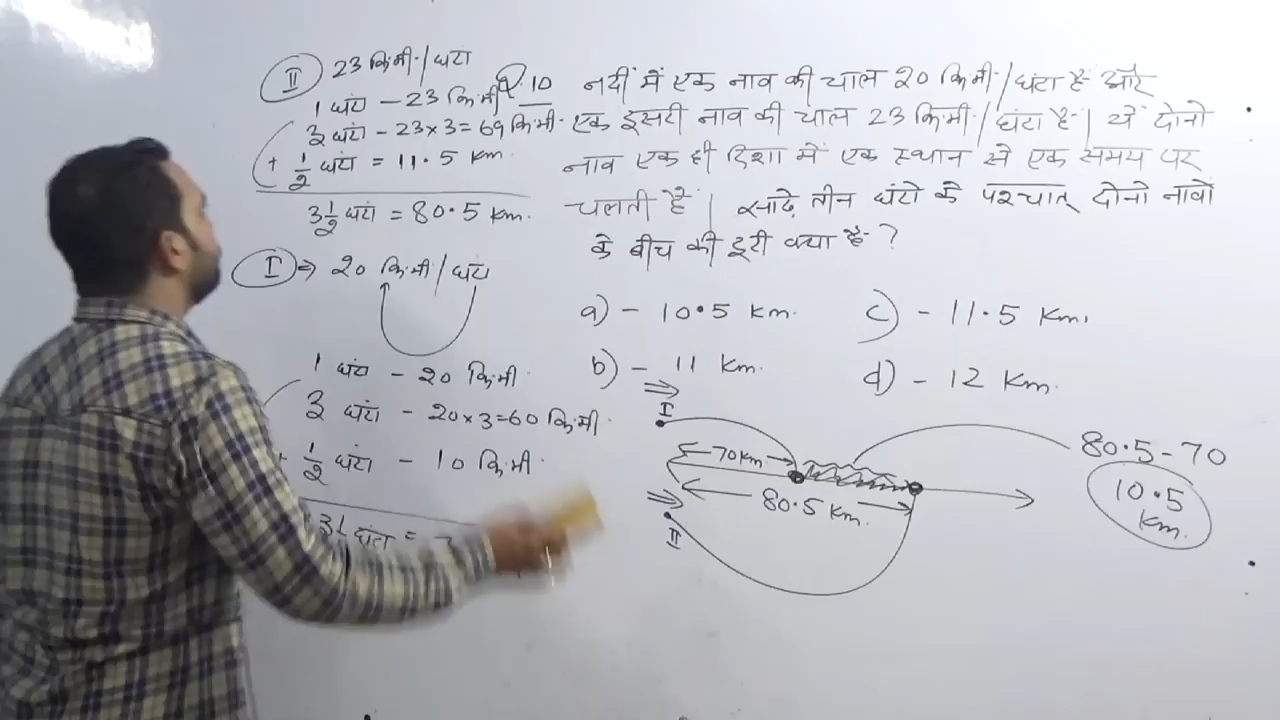 II 23 कि.मी./घंटा
1 घंटा - 23 कि.मी
3 घंटा - 23×3=69 कि.मी.
+ 1/2 घंटा = 11.5 Km.
3 1/2 घंटा = 80.5 Km.
I ⇒ 20 कि.मी/घंटा
1 घंटा - 20 कि.मी.
3 घंटा - 20×3=60 कि.मी.
+ 1/2 घंटा - 10 कि.मी.
3 1/2 घंटा =
Q.10 नदी में एक नाव की चाल 20 कि.मी./घंटा है और
एक दूसरी नाव की चाल 23 कि.मी./घंटा है| ये दोनो
नाव एक ही दिशा में एक स्थान से एक समय पर
चलती है| साढ़े तीन घंटो के पश्चात् दोनो नावों
के बीच की दूरी क्या है ?
a) - 10.5 Km.
c) - 11.5 Km.
b) - 11 Km.
d) - 12 Km.
I
70 Km
80.5 Km.
II
80.5-70
10.5
Km.